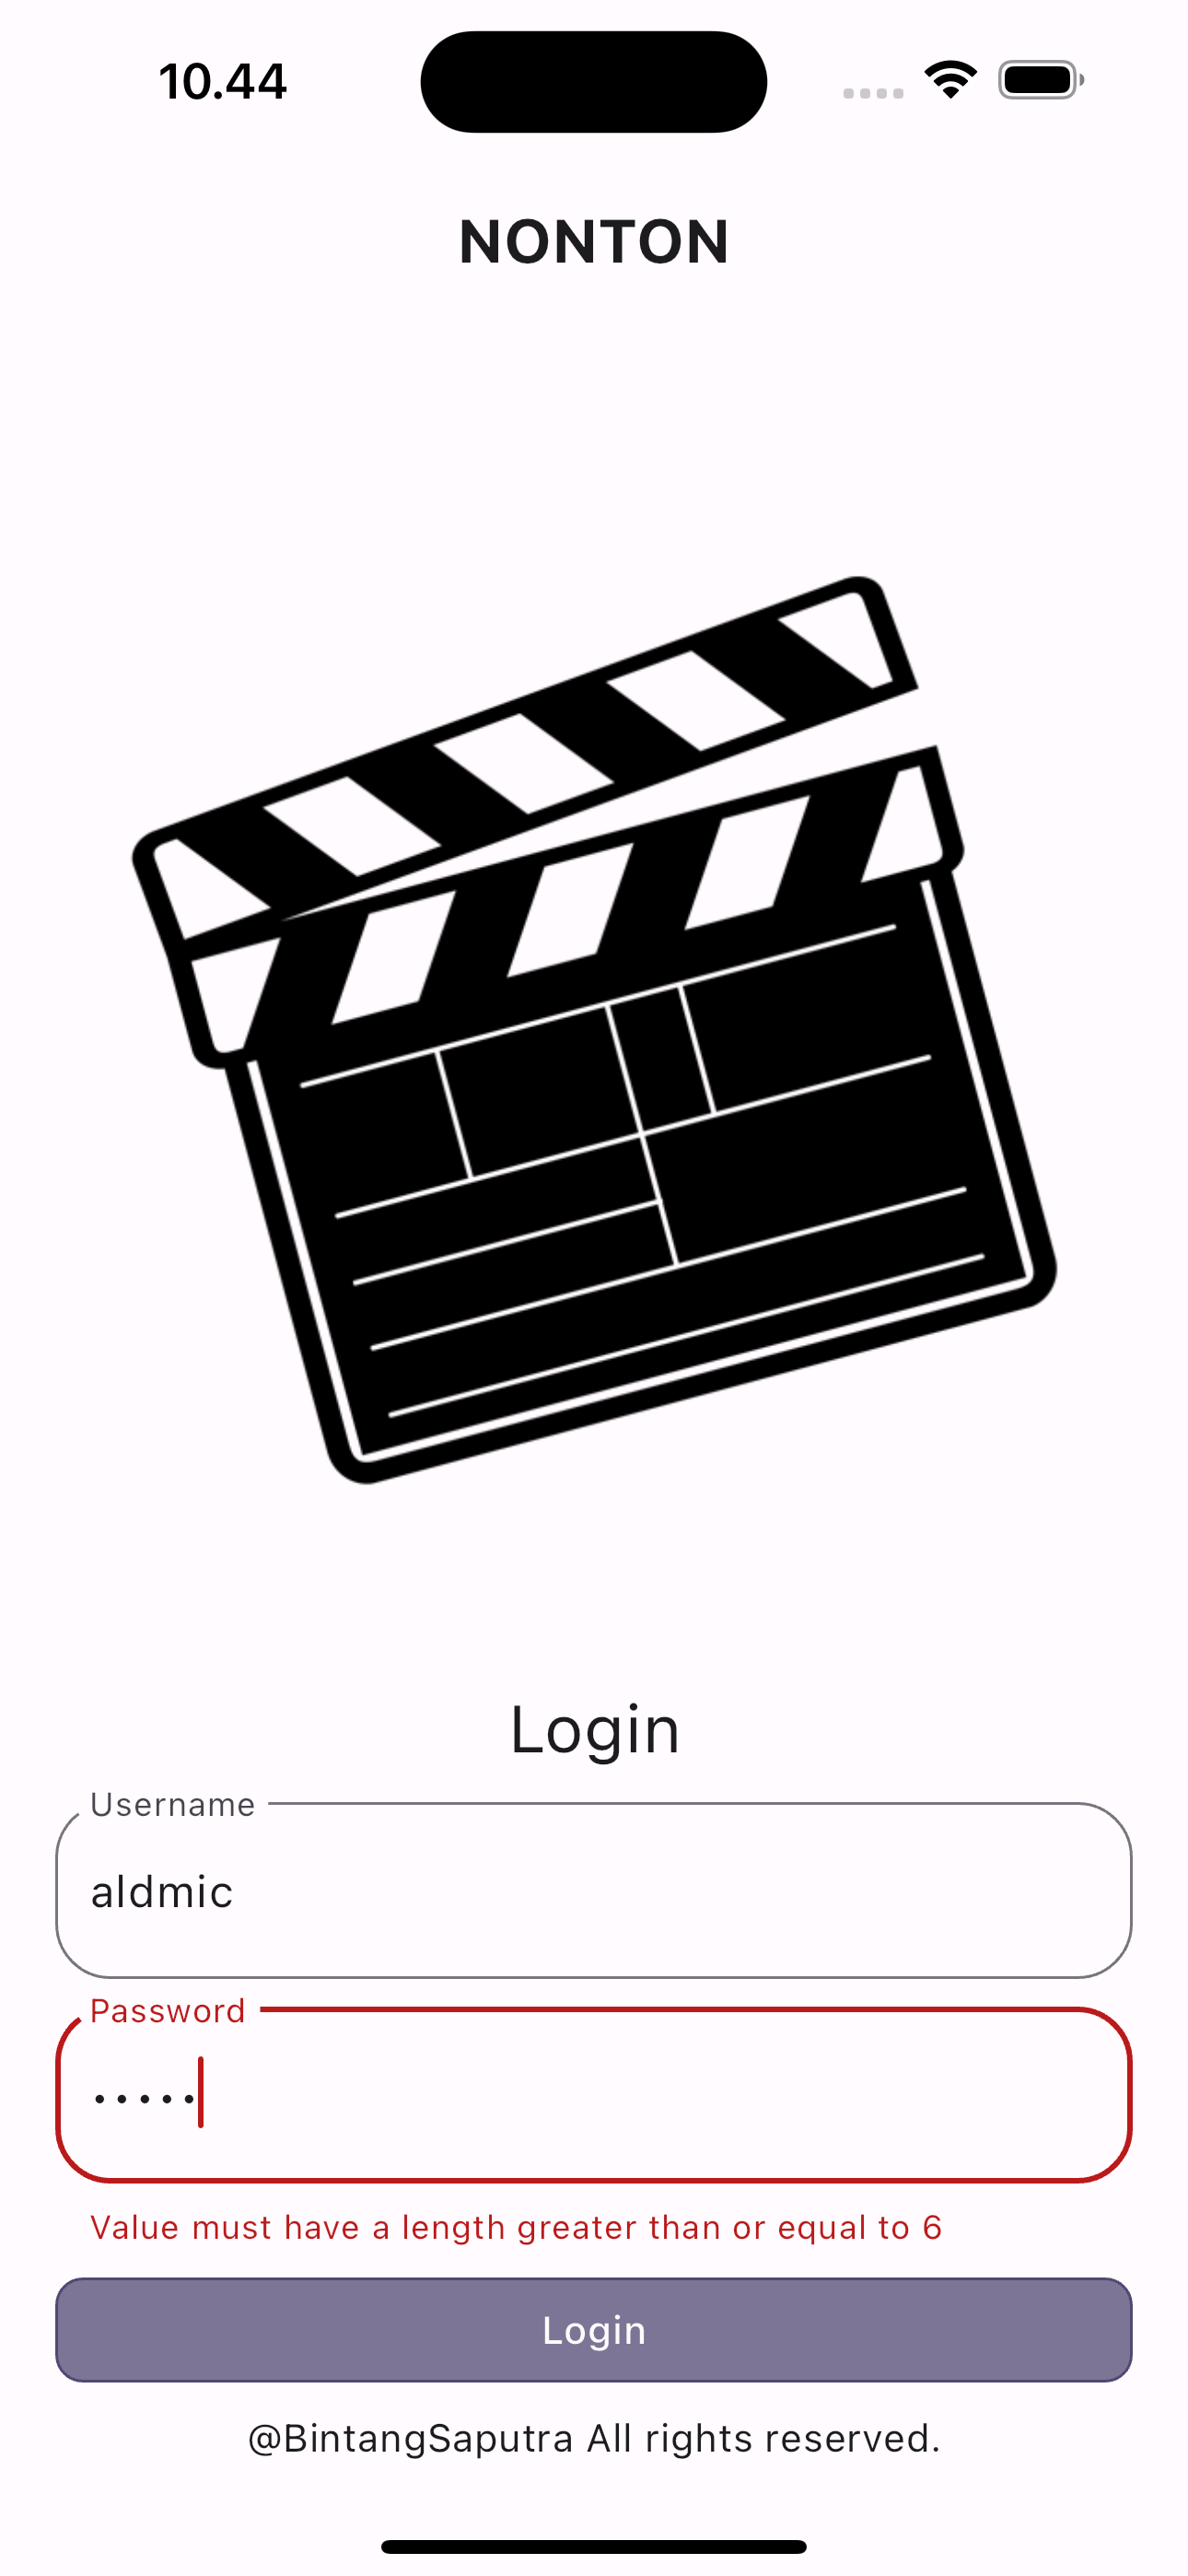 10.44
NONTON
Login
Username
aldmic
Password
•••••
Value must have a length greater than or equal to 6
Login
@BintangSaputra All rights reserved.